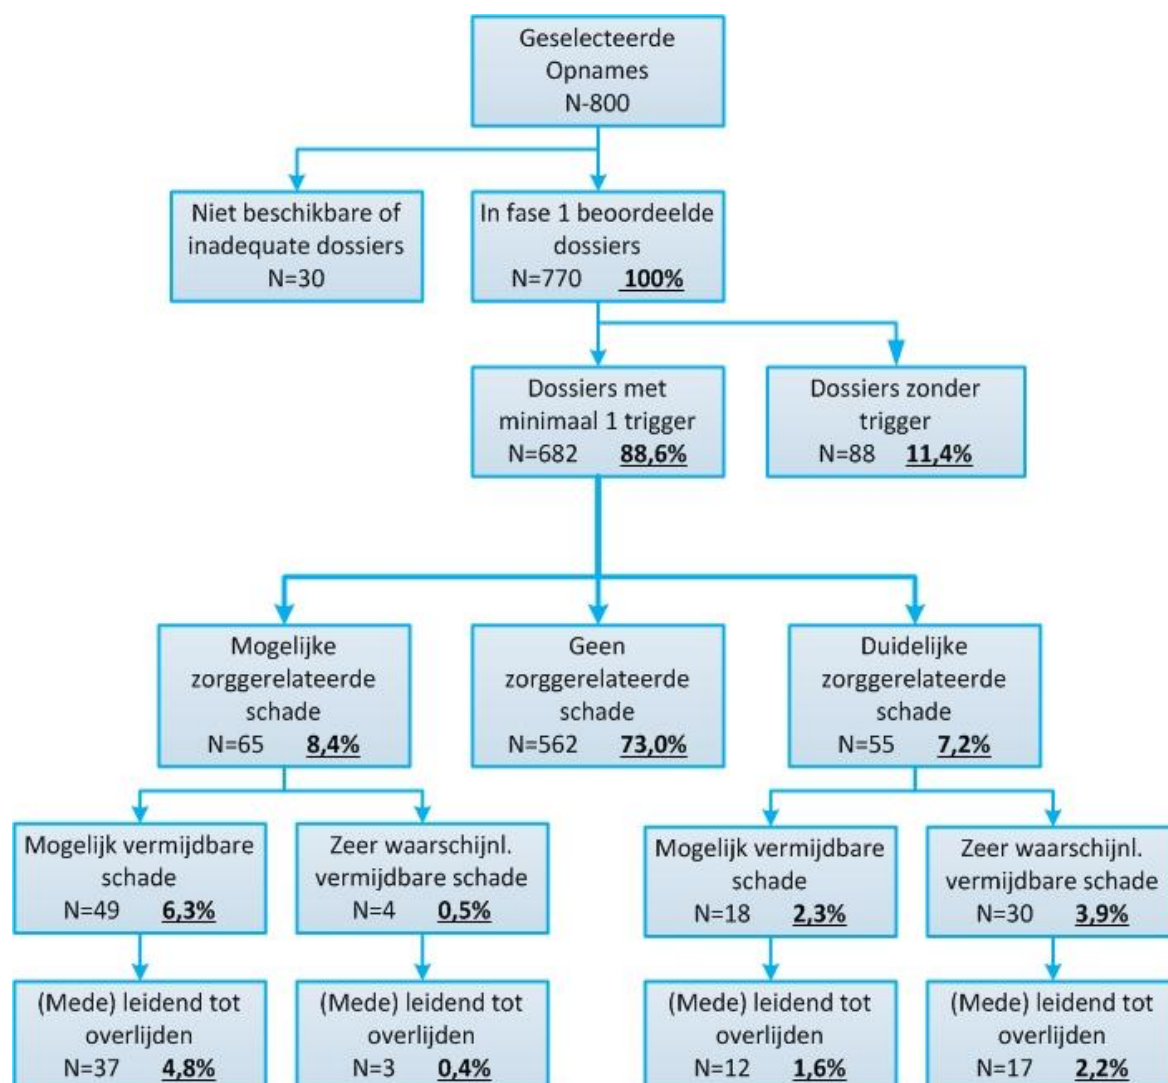 Geselecteerde
Opnames
N-800
Niet beschikbare of
inadequate dossiers
N=30
In fase 1 beoordeelde
dossiers
N=770 100%
Dossiers met
minimaal 1 trigger
N=682 88,6%
Dossiers zonder
trigger
N=88 11,4%
Mogelijke
zorggerelateerde
schade
N=65 8,4%
Geen
zorggerelateerde
schade
N=562 73,0%
Duidelijke
zorggerelateerde
schade
N=55 7,2%
Mogelijk vermijdbare
schade
N=49 6,3%
Zeer waarschijnl.
vermijdbare schade
N=4 0,5%
Mogelijk vermijdbare
schade
N=18 2,3%
Zeer waarschijnl.
vermijdbare schade
N=30 3,9%
(Mede) leidend tot
overlijden
N=37 4,8%
(Mede) leidend tot
overlijden
N=3 0,4%
(Mede) leidend tot
overlijden
N=12 1,6%
(Mede) leidend tot
overlijden
N=17 2,2%